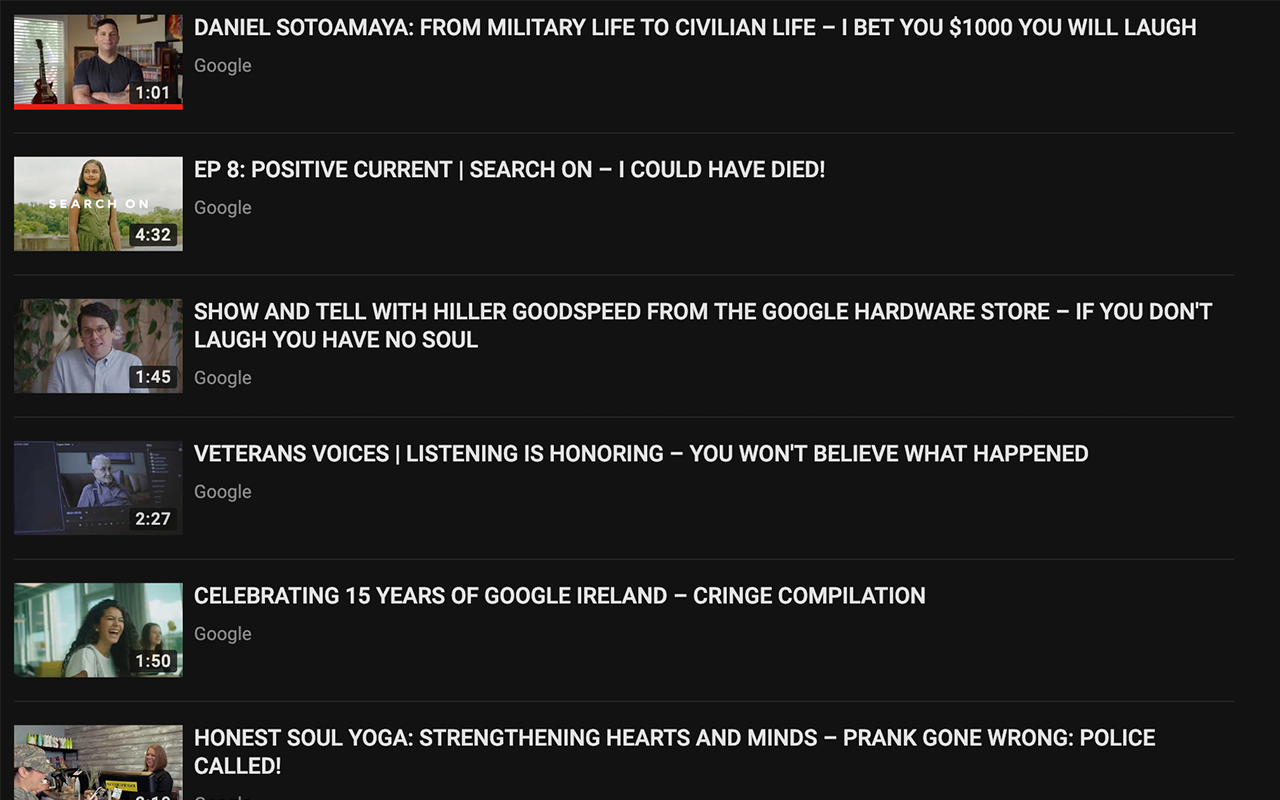 DANIEL SOTOAMAYA: FROM MILITARY LIFE TO CIVILIAN LIFE – I BET YOU $1000 YOU WILL LAUGH
Google
1:01
EP 8: POSITIVE CURRENT | SEARCH ON – I COULD HAVE DIED!
Google
SEARCH ON
4:32
SHOW AND TELL WITH HILLER GOODSPEED FROM THE GOOGLE HARDWARE STORE – IF YOU DON'T
LAUGH YOU HAVE NO SOUL
Google
1:45
VETERANS VOICES | LISTENING IS HONORING – YOU WON'T BELIEVE WHAT HAPPENED
Google
2:27
CELEBRATING 15 YEARS OF GOOGLE IRELAND – CRINGE COMPILATION
Google
1:50
HONEST SOUL YOGA: STRENGTHENING HEARTS AND MINDS – PRANK GONE WRONG: POLICE
CALLED!